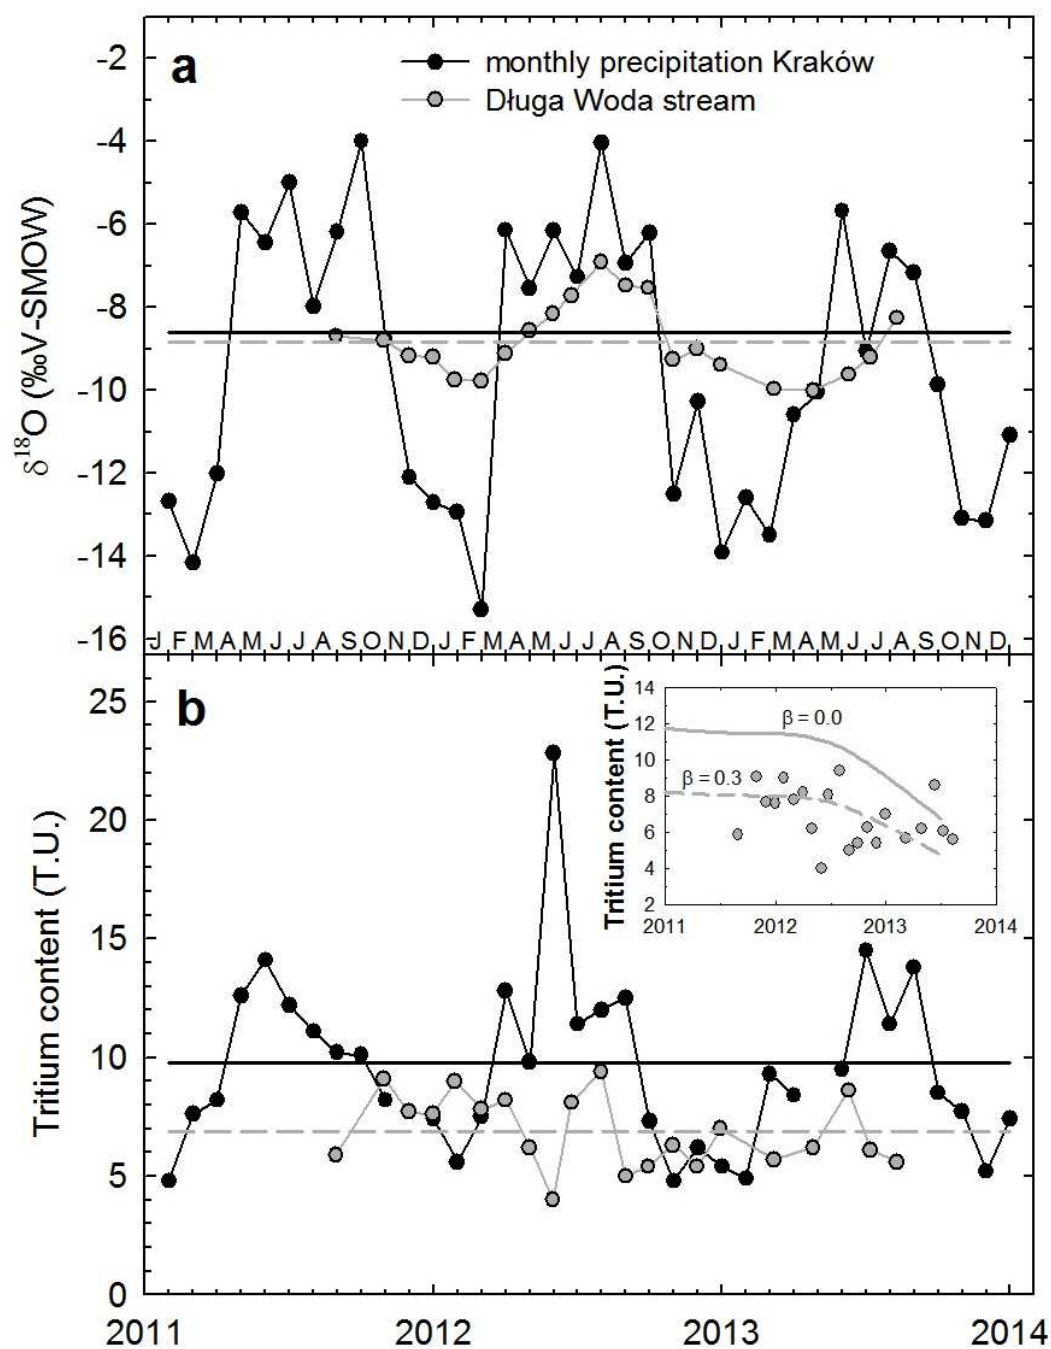 a
monthly precipitation Kraków
Długa Woda stream
δ¹⁸O (‰V-SMOW)
-2
-4
-6
-8
-10
-12
-14
-16
J F M A M J J A S O N D J F M A M J J A S O N D J F M A M J J A S O N D
b
Tritium content (T.U.)
25
20
15
10
5
0
2011 2012 2013 2014
Tritium content (T.U.)
14
12
10
8
6
4
2
β = 0.0
β = 0.3
2011 2012 2013 2014